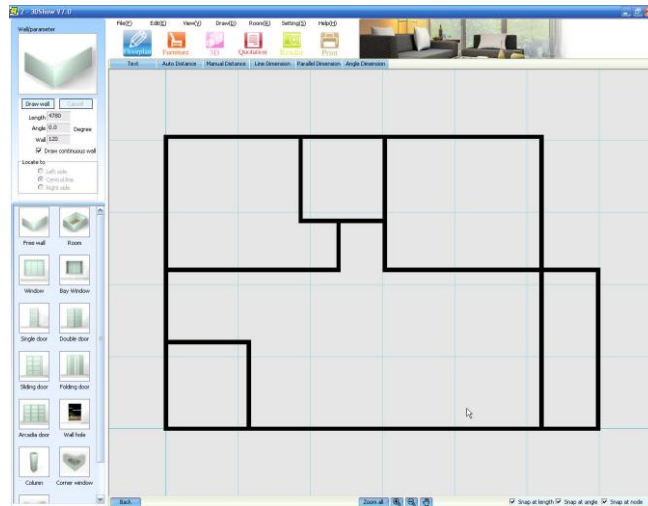 2 - 3DShow V7.0
Wall/parameter
File(F) Edit(E) View(V) Draw(D) Room(R) Setting(S) Help(H)
Floorplan Furniture 3D Quotation Render Print
Text Auto Distance Manual Distance Line Dimension Parallel Dimension Angle Dimension
Draw wall Cancel
Length 4780
Angle 0.0 Degree
Wall 120
Draw continuous wall
Locate to
Left side
Central line
Right side
Free wall Room
Window Bay Window
Single door Double door
Sliding door Folding door
Arcadia door Wall hole
Column Corner window
Back Zoom all Snap at length Snap at angle Snap at node